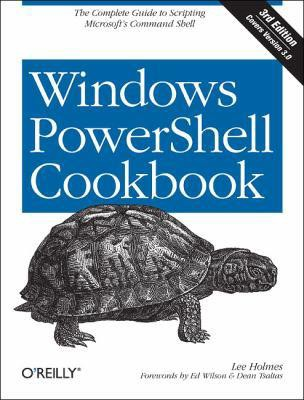 The Complete Guide to Scripting
Microsoft's Command Shell
3rd Edition
Covers Version 3.0
Windows
PowerShell
Cookbook
O'REILLY®
Lee Holmes
Forewords by Ed Wilson & Dean Tsaltas